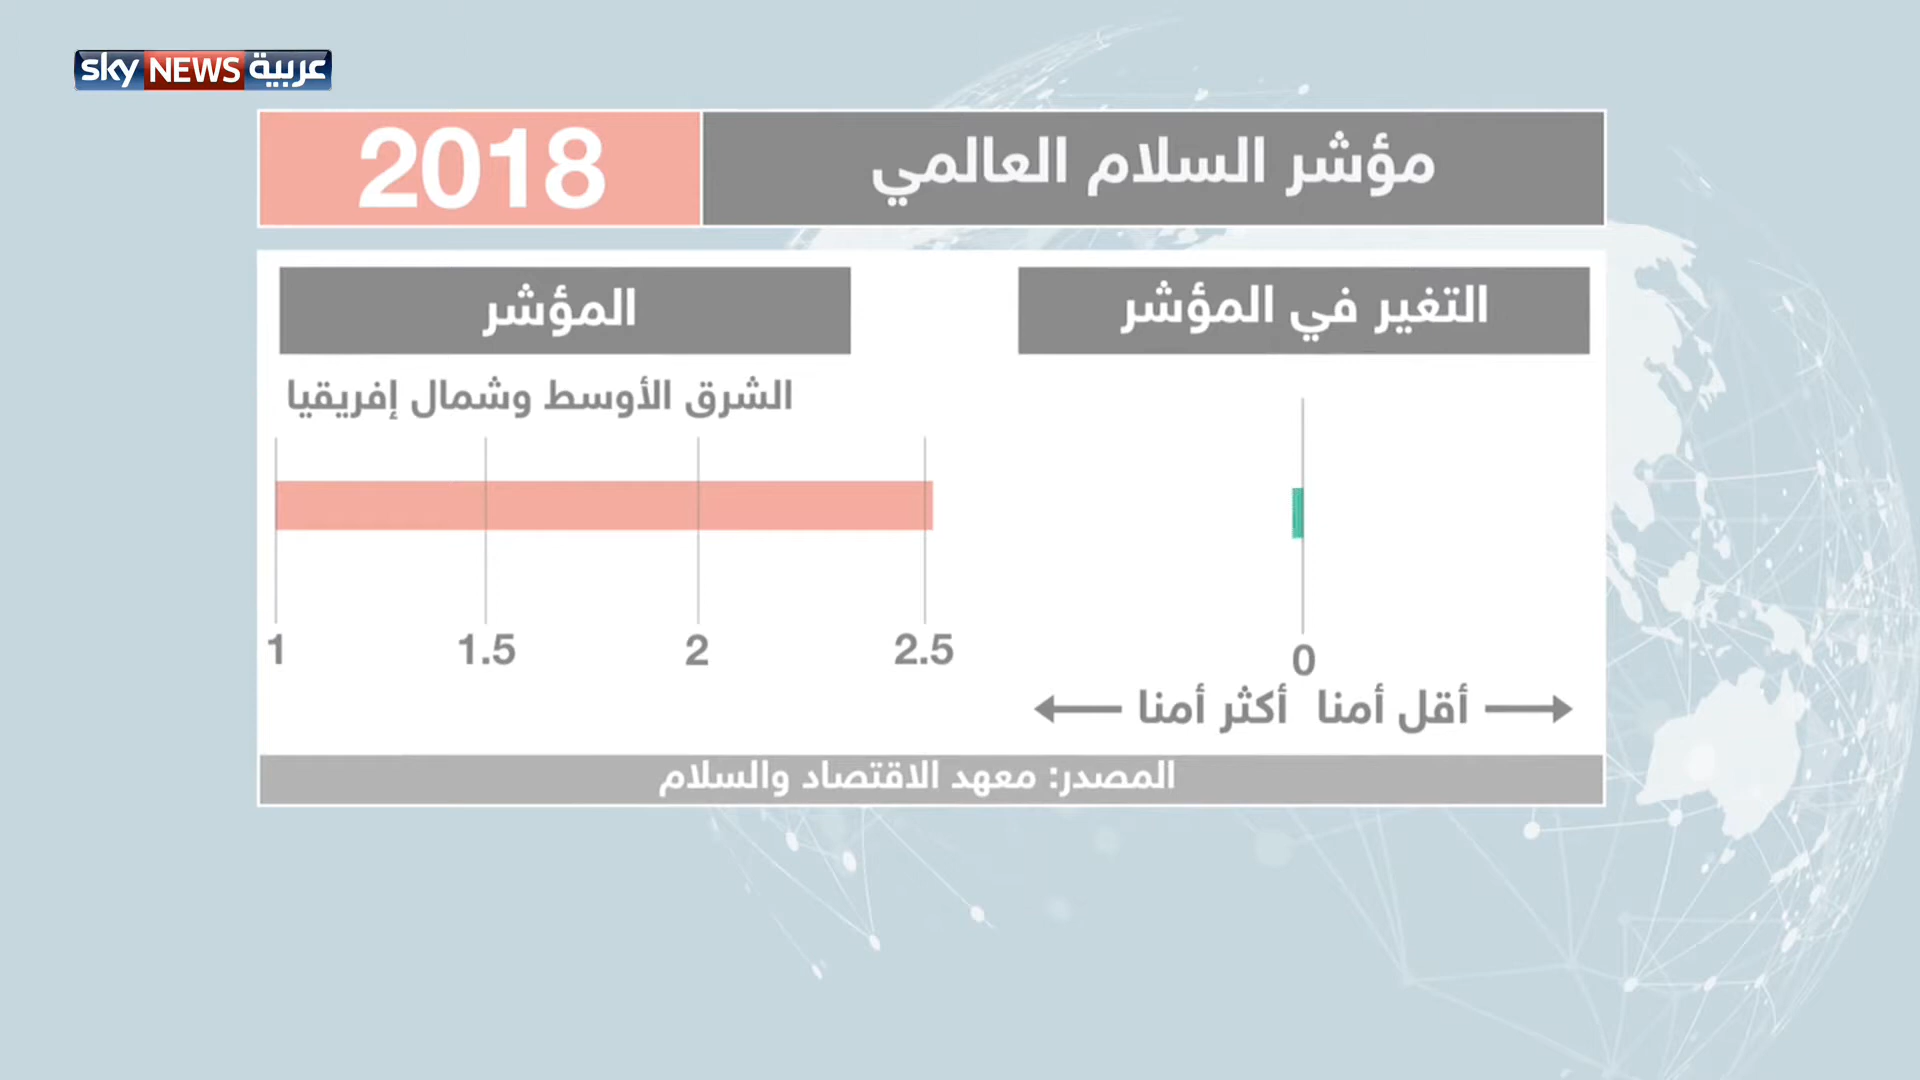 sky NEWS عربية
مؤشر السلام العالمي 2018
التغير في المؤشر
0
أقل أمنا
أكثر أمنا
المؤشر
الشرق الأوسط وشمال إفريقيا
1 1.5 2 2.5
المصدر: معهد الاقتصاد والسلام